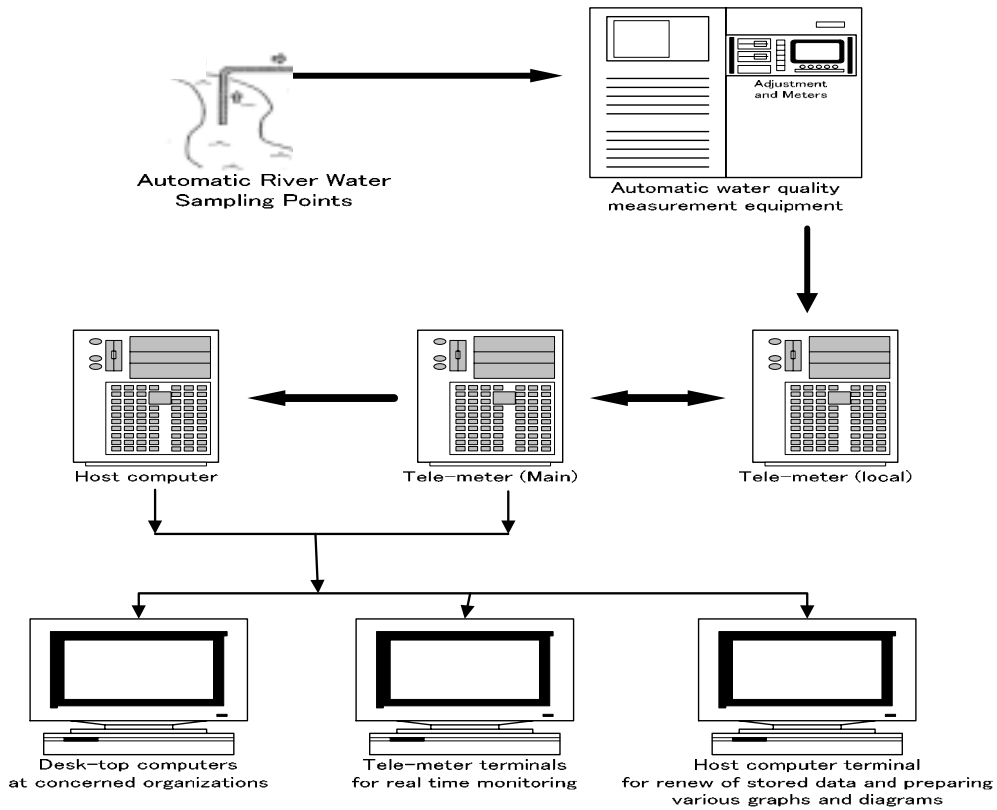 Adjustment
and Meters
Automatic River Water
Sampling Points
Automatic water quality
measurement equipment
Host computer
Tele-meter (Main)
Tele-meter (local)
Desk-top computers
at concerned organizations
Tele-meter terminals
for real time monitoring
Host computer terminal
for renew of stored data and preparing
various graphs and diagrams